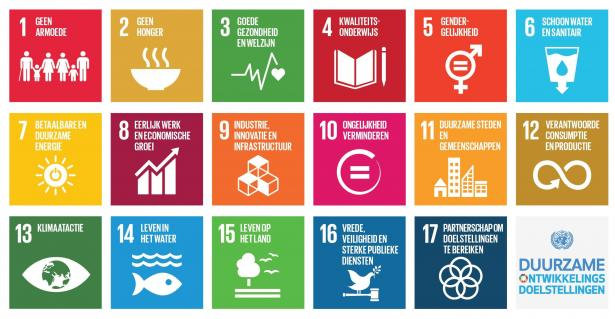 1 GEEN
ARMOEDE
2 GEEN
HONGER
3 GOEDE
GEZONDHEID
EN WELZIJN
4 KWALITEITS-
ONDERWIJS
5 GENDER-
GELIJKHEID
6 SCHOON WATER
EN SANITAIR
7 BETAALBARE EN
DUURZAME
ENERGIE
8 EERLIJK WERK
EN ECONOMISCHE
GROEI
9 INDUSTRIE,
INNOVATIE EN
INFRASTRUCTUUR
10 ONGELIJKHEID
VERMINDEREN
11 DUURZAME STEDEN
EN
GEMEENSCHAPPEN
12 VERANTWOORDE
CONSUMPTIE
EN PRODUCTIE
13 KLIMAATACTIE
14 LEVEN IN
HET WATER
15 LEVEN OP
HET LAND
16 VREDE,
VEILIGHEID EN
STERKE PUBLIEKE
DIENSTEN
17 PARTNERSCHAP OM
DOELSTELLINGEN
TE BEREIKEN
DUURZAME
ONTWIKKELINGS
DOELSTELLINGEN